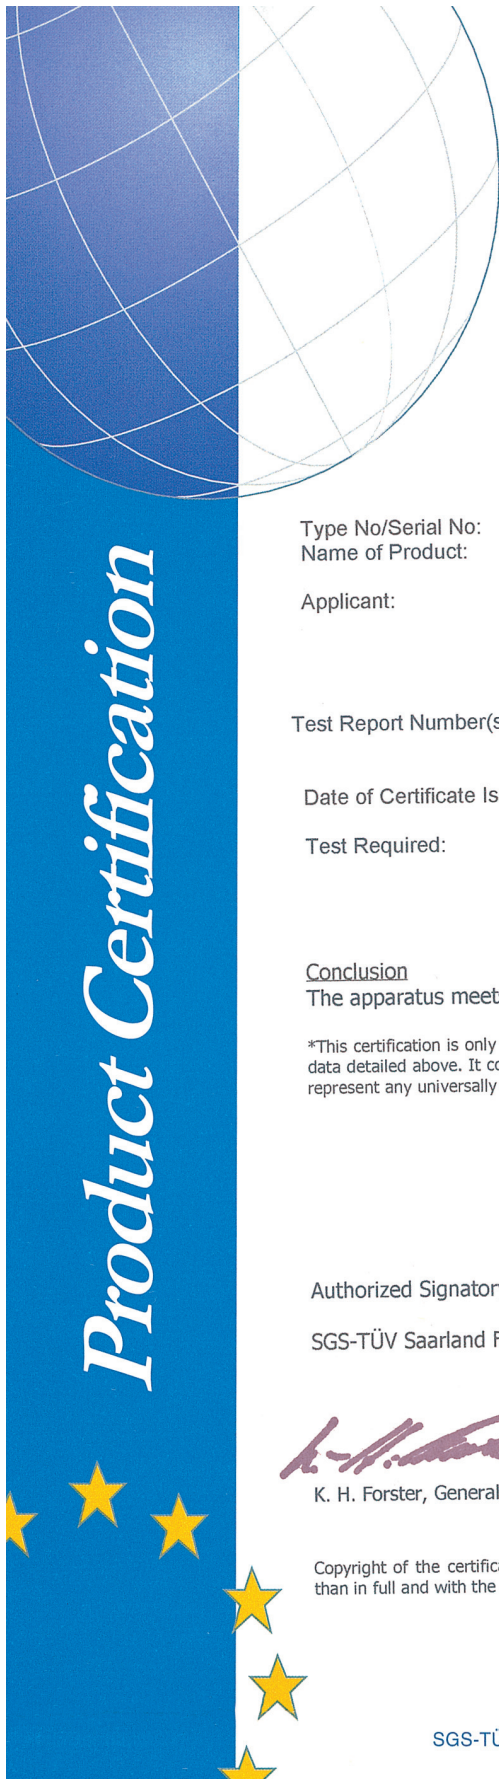 Product Certification
Type No/Serial No:
Name of Product:
Applicant:
Test Report Number(s
Date of Certificate Is
Test Required:
Conclusion
The apparatus meet
*This certification is only
data detailed above. It co
represent any universally
Authorized Signator
SGS-TÜV Saarland F
K. H. Forster, General
Copyright of the certific
than in full and with the
SGS-TÜ